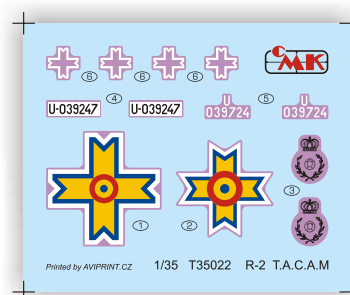 CMK
6 6 6
4 5
U-039247 U-039247 U 039724 U 039724
3
1 2
Printed by AVIPRINT.CZ 1/35 T35022 R-2 T.A.C.A.M